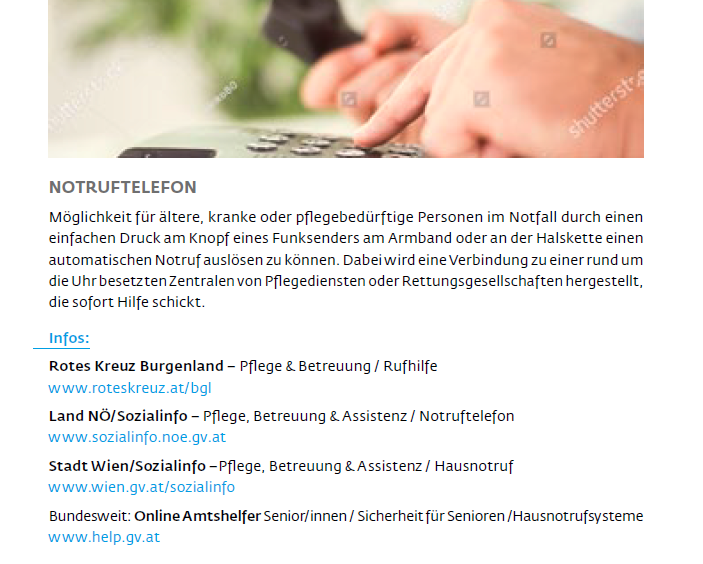 shutterst
NOTRUFTELEFON
Möglichkeit für ältere, kranke oder pflegebedürftige Personen im Notfall durch einen
einfachen Druck am Knopf eines Funksenders am Armband oder an der Halskette einen
automatischen Notruf auslösen zu können. Dabei wird eine Verbindung zu einer rund um
die Uhr besetzten Zentralen von Pflegediensten oder Rettungsgesellschaften hergestellt,
die sofort Hilfe schickt.
Infos:
Rotes Kreuz Burgenland – Pflege & Betreuung / Rufhilfe
www.roteskreuz.at/bgl
Land NÖ/Sozialinfo – Pflege, Betreuung & Assistenz / Notruftelefon
www.sozialinfo.noe.gv.at
Stadt Wien/Sozialinfo –Pflege, Betreuung & Assistenz / Hausnotruf
www.wien.gv.at/sozialinfo
Bundesweit: Online Amtshelfer Senior/innen / Sicherheit für Senioren /Hausnotrufsysteme
www.help.gv.at